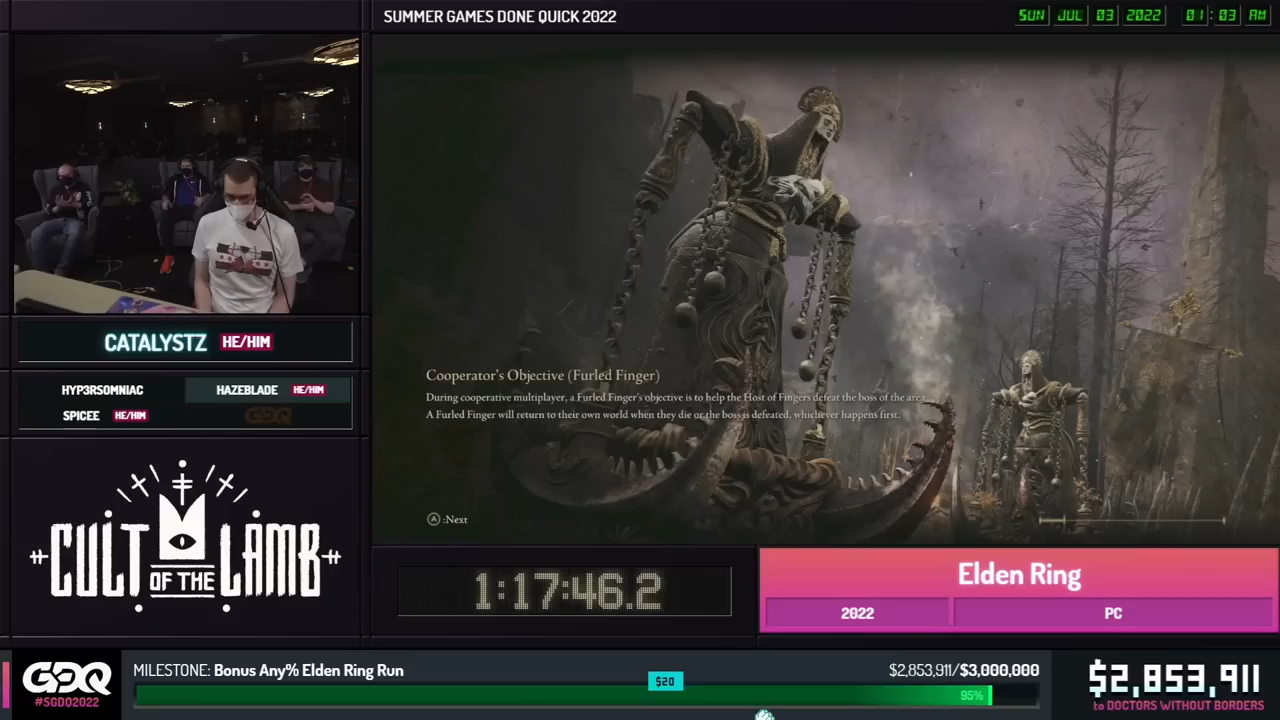 SUMMER GAMES DONE QUICK 2022
SUN JUL 03 2022 01:03 AM
CATALYSTZ HE/HIM
HYP3RSOMNIAC
HAZEBLADE HE/HIM
SPICEE HE/HIM
GDQ
CULT OF THE LAMB
Cooperator's Objective (Furled Finger)
During cooperative multiplayer, a Furled Finger's objective is to help the Host of Fingers defeat the boss of the area.
A Furled Finger will return to their own world when they die or the boss is defeated, whichever happens first.
A :Next
1:17:46.2
Elden Ring
2022
PC
GDQ
#SGDQ2022
MILESTONE: Bonus Any% Elden Ring Run
$2,853,911/$3,000,000
$20
95%
$2,853,911
to DOCTORS WITHOUT BORDERS